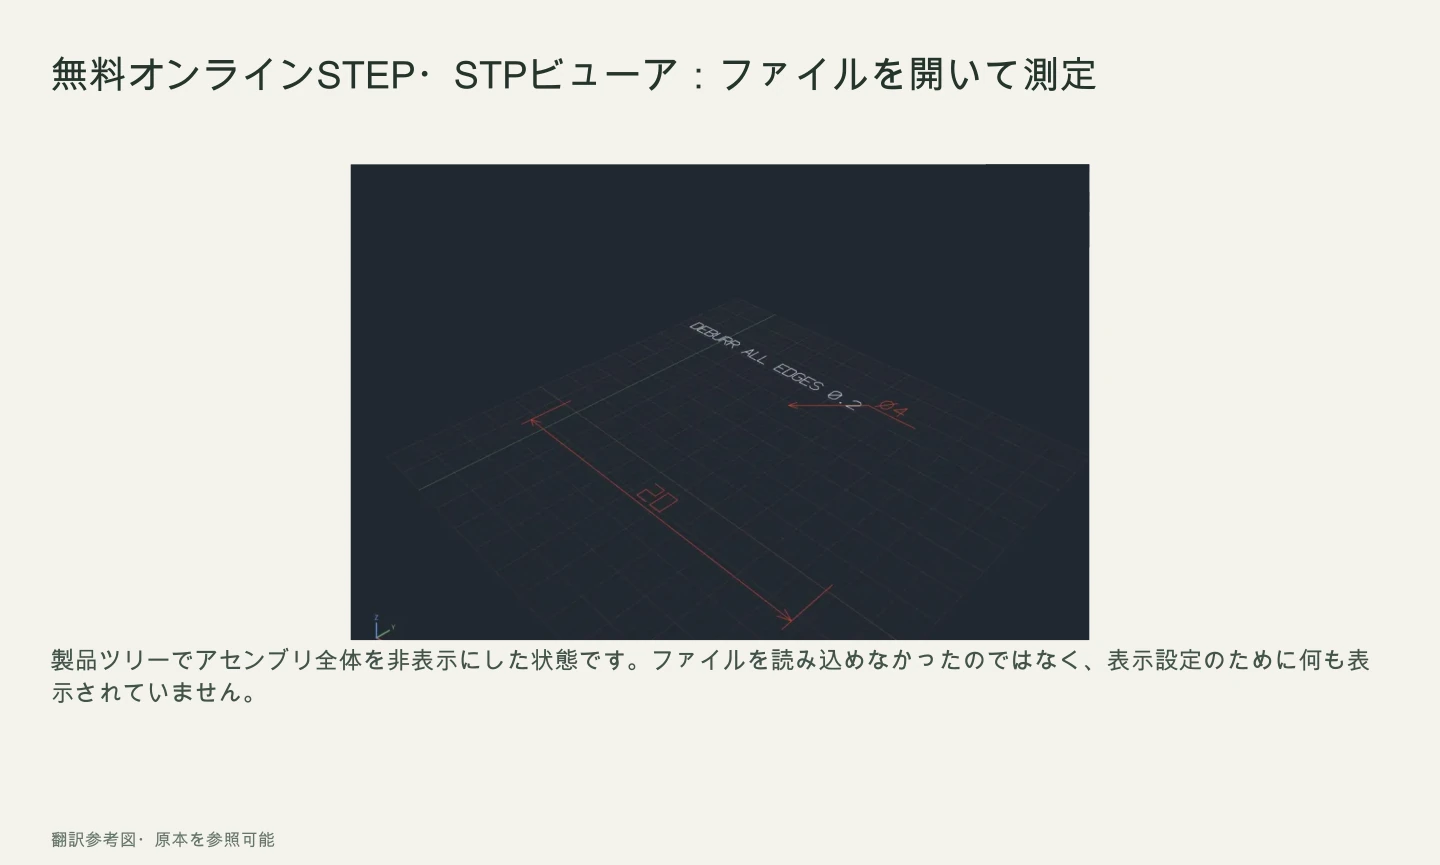 無料オンラインSTEP・STPビューア：ファイルを開いて測定
DEBURR ALL EDGES 0.2
Ø4
20
Z
Y
製品ツリーでアセンブリ全体を非表示にした状態です。ファイルを読み込めなかったのではなく、表示設定のために何も表
示されていません。
翻訳参考図・原本を参照可能